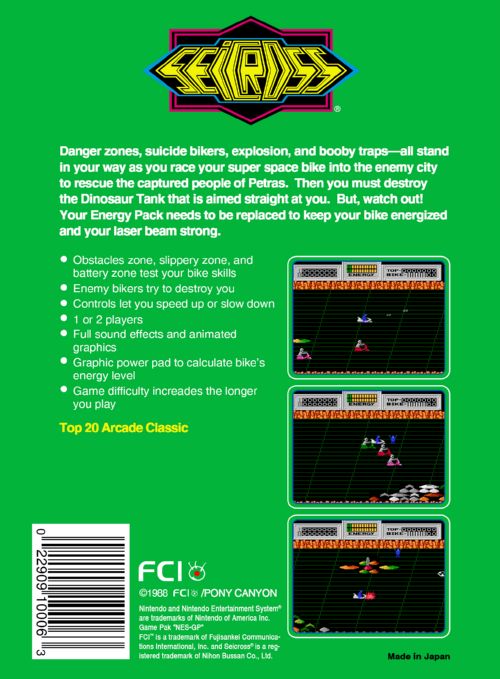 SEICROSS
®
Danger zones, suicide bikers, explosion, and booby traps—all stand
in your way as you race your super space bike into the enemy city
to rescue the captured people of Petras. Then you must destroy
the Dinosaur Tank that is aimed straight at you. But, watch out!
Your Energy Pack needs to be replaced to keep your bike energized
and your laser beam strong.
• Obstacles zone, slippery zone, and
battery zone test your bike skills
• Enemy bikers try to destroy you
• Controls let you speed up or slow down
• 1 or 2 players
• Full sound effects and animated
graphics
• Graphic power pad to calculate bike's
energy level
• Game difficulty increades the longer
you play
Top 20 Arcade Classic
ENERGY
TOP-
BIKE-
ENERGY
TOP-
BIKE-
ENERGY
TOP-
BIKE-
0 22909 10006 3
FCI
©1988 FCI /PONY CANYON
Nintendo and Nintendo Entertainment System®
are trademarks of Nintendo of America Inc.
Game Pak "NES-GP"
FCI™ is a trademark of Fujisankei Communica-
tions International, Inc. and Seicross® is a reg-
istered trademark of Nihon Bussan Co., Ltd.
Made in Japan